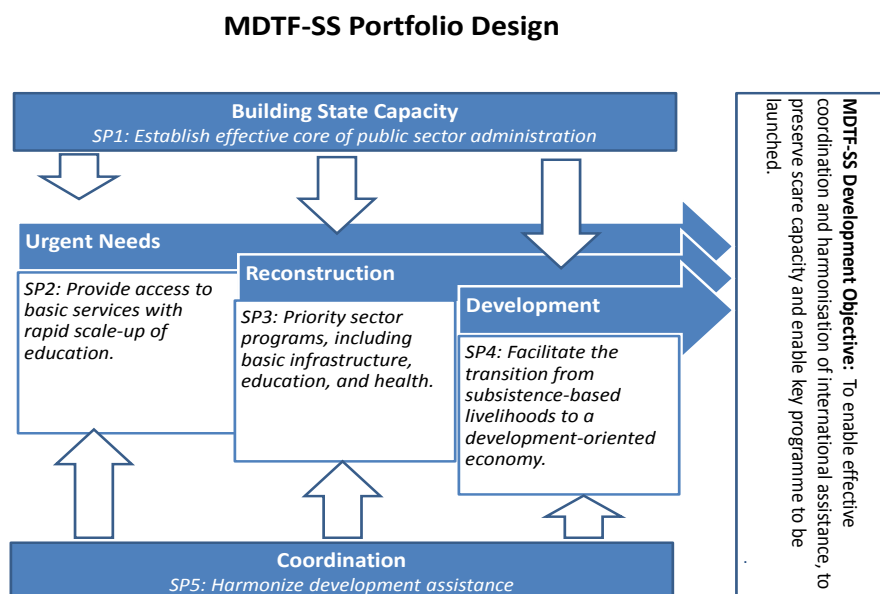 MDTF-SS Portfolio Design
Building State Capacity
SP1: Establish effective core of public sector administration
Urgent Needs
SP2: Provide access to
basic services with
rapid scale-up of
education.
Reconstruction
SP3: Priority sector
programs, including
basic infrastructure,
education, and health.
Development
SP4: Facilitate the
transition from
subsistence-based
livelihoods to a
development-oriented
economy.
Coordination
SP5: Harmonize development assistance
MDTF-SS Development Objective: To enable effective
coordination and harmonisation of international assistance, to
preserve scare capacity and enable key programme to be
launched.
.